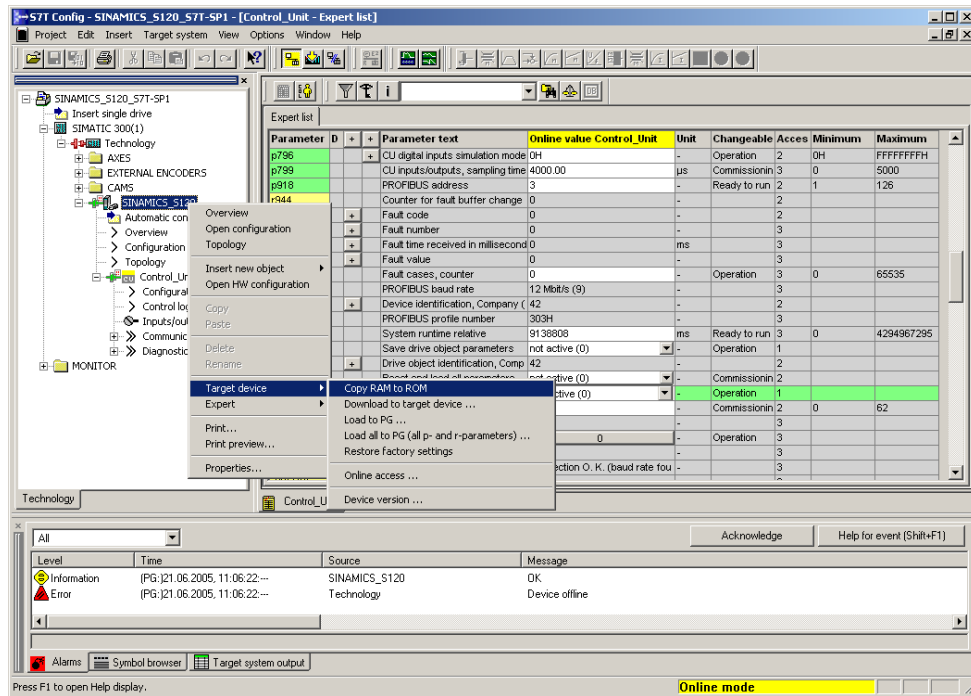 S7T Config - SINAMICS_S120_S7T-SP1 - [Control_Unit - Expert list]
Project Edit Insert Target system View Options Window Help
SINAMICS_S120_S7T-SP1
Insert single drive
SIMATIC 300(1)
Technology
AXES
EXTERNAL ENCODERS
CAMS
SINAMICS_S120
Automatic con
Overview
Configuration
Topology
Control_Ur
Configurat
Control log
Inputs/out
Communic
Diagnostic
MONITOR
Technology
Overview
Open configuration
Topology
Insert new object
Open HW configuration
Copy
Paste
Delete
Rename
Target device
Expert
Print...
Print preview...
Properties...
Copy RAM to ROM
Download to target device ...
Load to PG ...
Load all to PG (all p- and r-parameters) ...
Restore factory settings
Online access ...
Device version ...
Expert list
Parameter D + + Parameter text Online value Control_Unit Unit Changeable Acces Minimum Maximum
p796 + CU digital inputs simulation mode 0H - Operation 2 0H FFFFFFFFH
p799 CU inputs/outputs, sampling time 4000.00 µs Commissionin 3 0 5000
p918 PROFIBUS address 3 - Ready to run 2 1 126
r944 Counter for fault buffer change 0 - 2
+ Fault code 0 - 2
+ Fault number 0 - 3
+ Fault time received in millisecond 0 ms 3
+ Fault value 0 - 3
Fault cases, counter 0 - Operation 3 0 65535
PROFIBUS baud rate 12 Mbit/s (9) - 3
+ Device identification, Company ( 42 - 2
PROFIBUS profile number 303H - 3
System runtime relative 9138808 ms Ready to run 3 0 4294967295
Save drive object parameters not active (0) - Operation 1
+ Drive object identification, Comp 42 - 2
Reset and load all parameters not active (0) - Commissionin 2
ctive (0) - Operation 1
- Commissionin 2 0 62
- 3
0 - Operation 3
- 3
ection O. K. (baud rate fou - 3
Control_U
All
Acknowledge
Help for event (Shift+F1)
Level Time Source Message
Information (PG:)21.06.2005, 11:06:22:--- SINAMICS_S120 OK
Error (PG:)21.06.2005, 11:06:22:--- Technology Device offline
Alarms Symbol browser Target system output
Press F1 to open Help display. Online mode